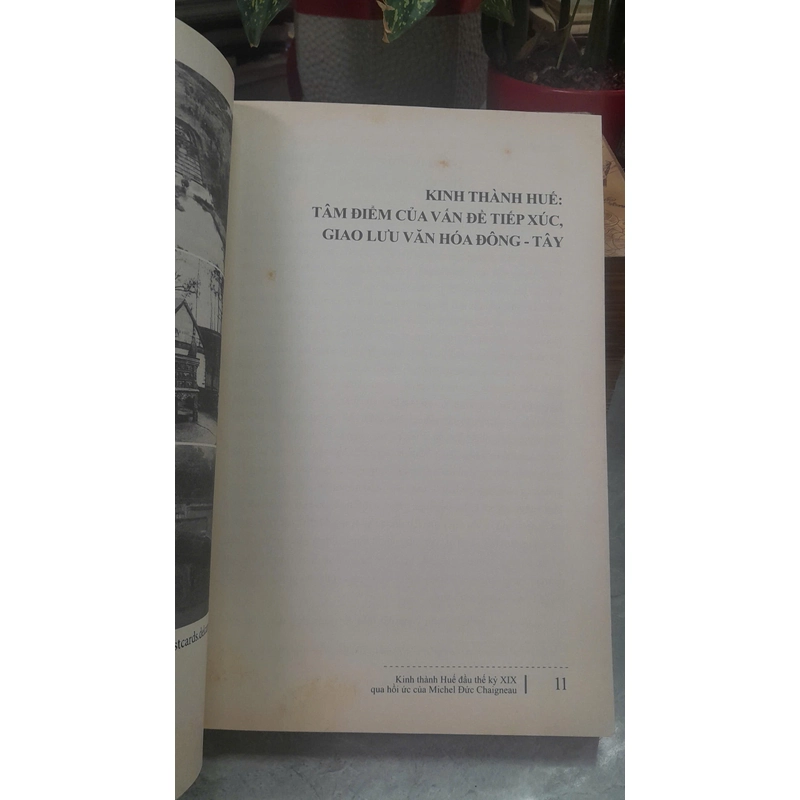 KINH THÀNH HUẾ:
TÂM ĐIỂM CỦA VẤN ĐỀ TIẾP XÚC,
GIAO LƯU VĂN HÓA ĐÔNG - TÂY
Kinh thành Huế đầu thế kỷ XIX
qua hồi ức của Michel Đức Chaigneau
11